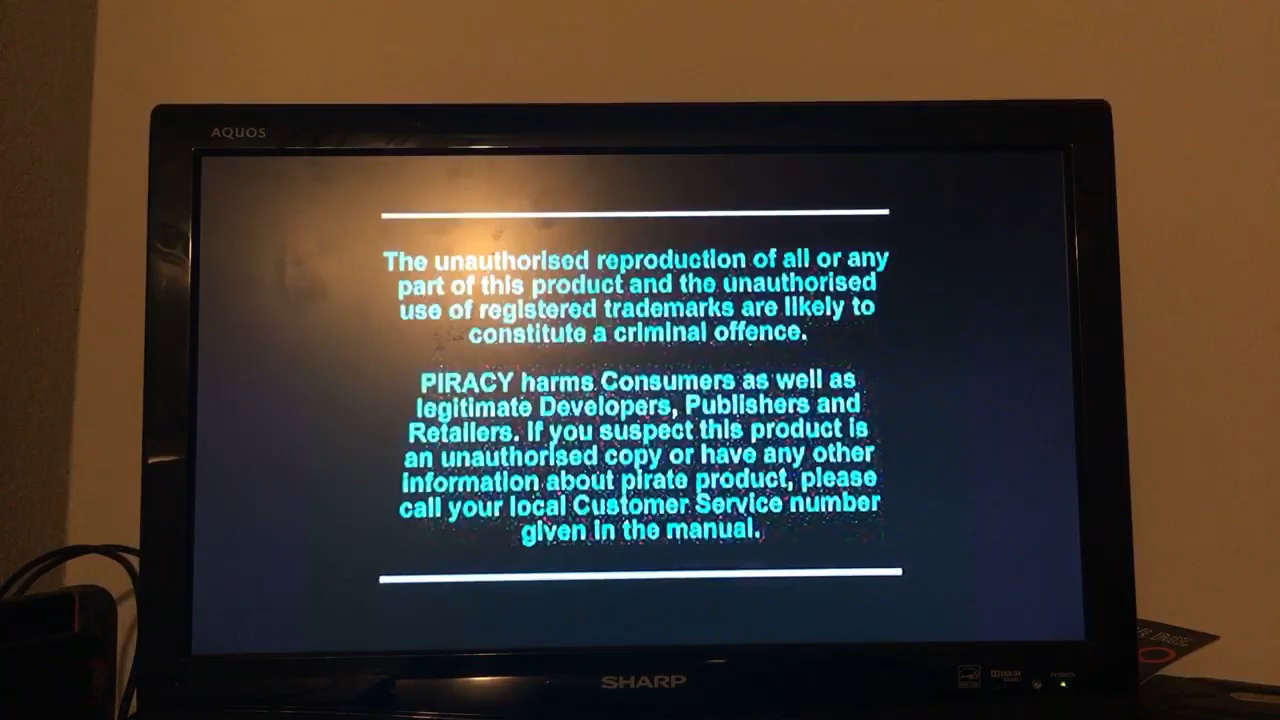 AQUOS
The unauthorised reproduction of all or any
part of this product and the unauthorised
use of registered trademarks are likely to
constitute a criminal offence.
PIRACY harms Consumers as well as
legitimate Developers, Publishers and
Retailers. If you suspect this product is
an unauthorised copy or have any other
information about pirate product, please
call your local Customer Service number
given in the manual.
SHARP
DOLBY